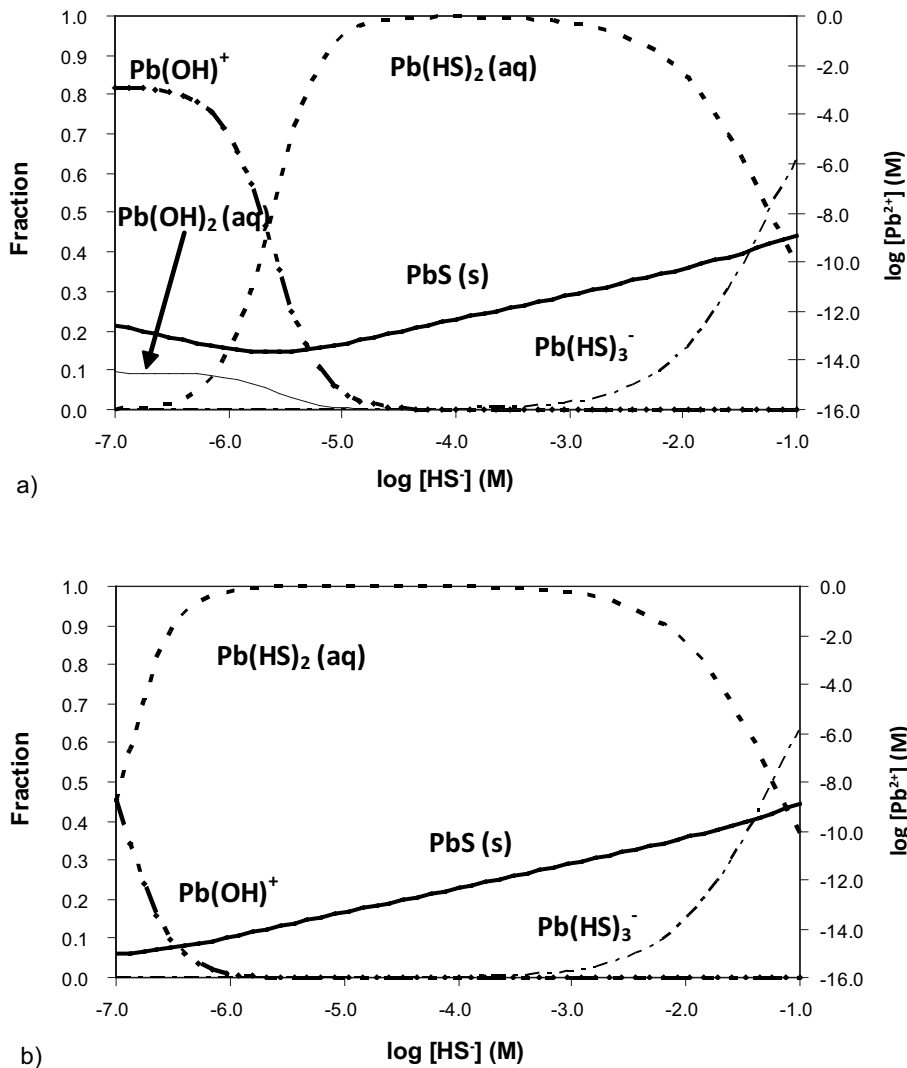 1.0
0.9
0.8
0.7
0.6
0.5
0.4
0.3
0.2
0.1
0.0
Fraction
0.0
-2.0
-4.0
-6.0
-8.0
-10.0
-12.0
-14.0
-16.0
log [Pb²⁺] (M)
Pb(OH)⁺
Pb(HS)₂ (aq)
Pb(OH)₂ (aq)
PbS (s)
Pb(HS)₃⁻
-7.0 -6.0 -5.0 -4.0 -3.0 -2.0 -1.0
log [HS⁻] (M)
a)
1.0
0.9
0.8
0.7
0.6
0.5
0.4
0.3
0.2
0.1
0.0
Fraction
0.0
-2.0
-4.0
-6.0
-8.0
-10.0
-12.0
-14.0
-16.0
log [Pb²⁺] (M)
Pb(HS)₂ (aq)
PbS (s)
Pb(OH)⁺
Pb(HS)₃⁻
-7.0 -6.0 -5.0 -4.0 -3.0 -2.0 -1.0
log [HS⁻] (M)
b)